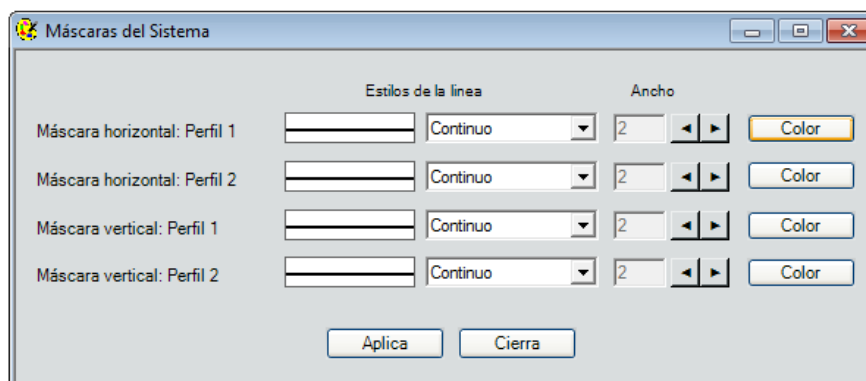 Máscaras del Sistema
Estilos de la linea Ancho
Máscara horizontal: Perfil 1 Continuo 2 Color
Máscara horizontal: Perfil 2 Continuo 2 Color
Máscara vertical: Perfil 1 Continuo 2 Color
Máscara vertical: Perfil 2 Continuo 2 Color
Aplica Cierra